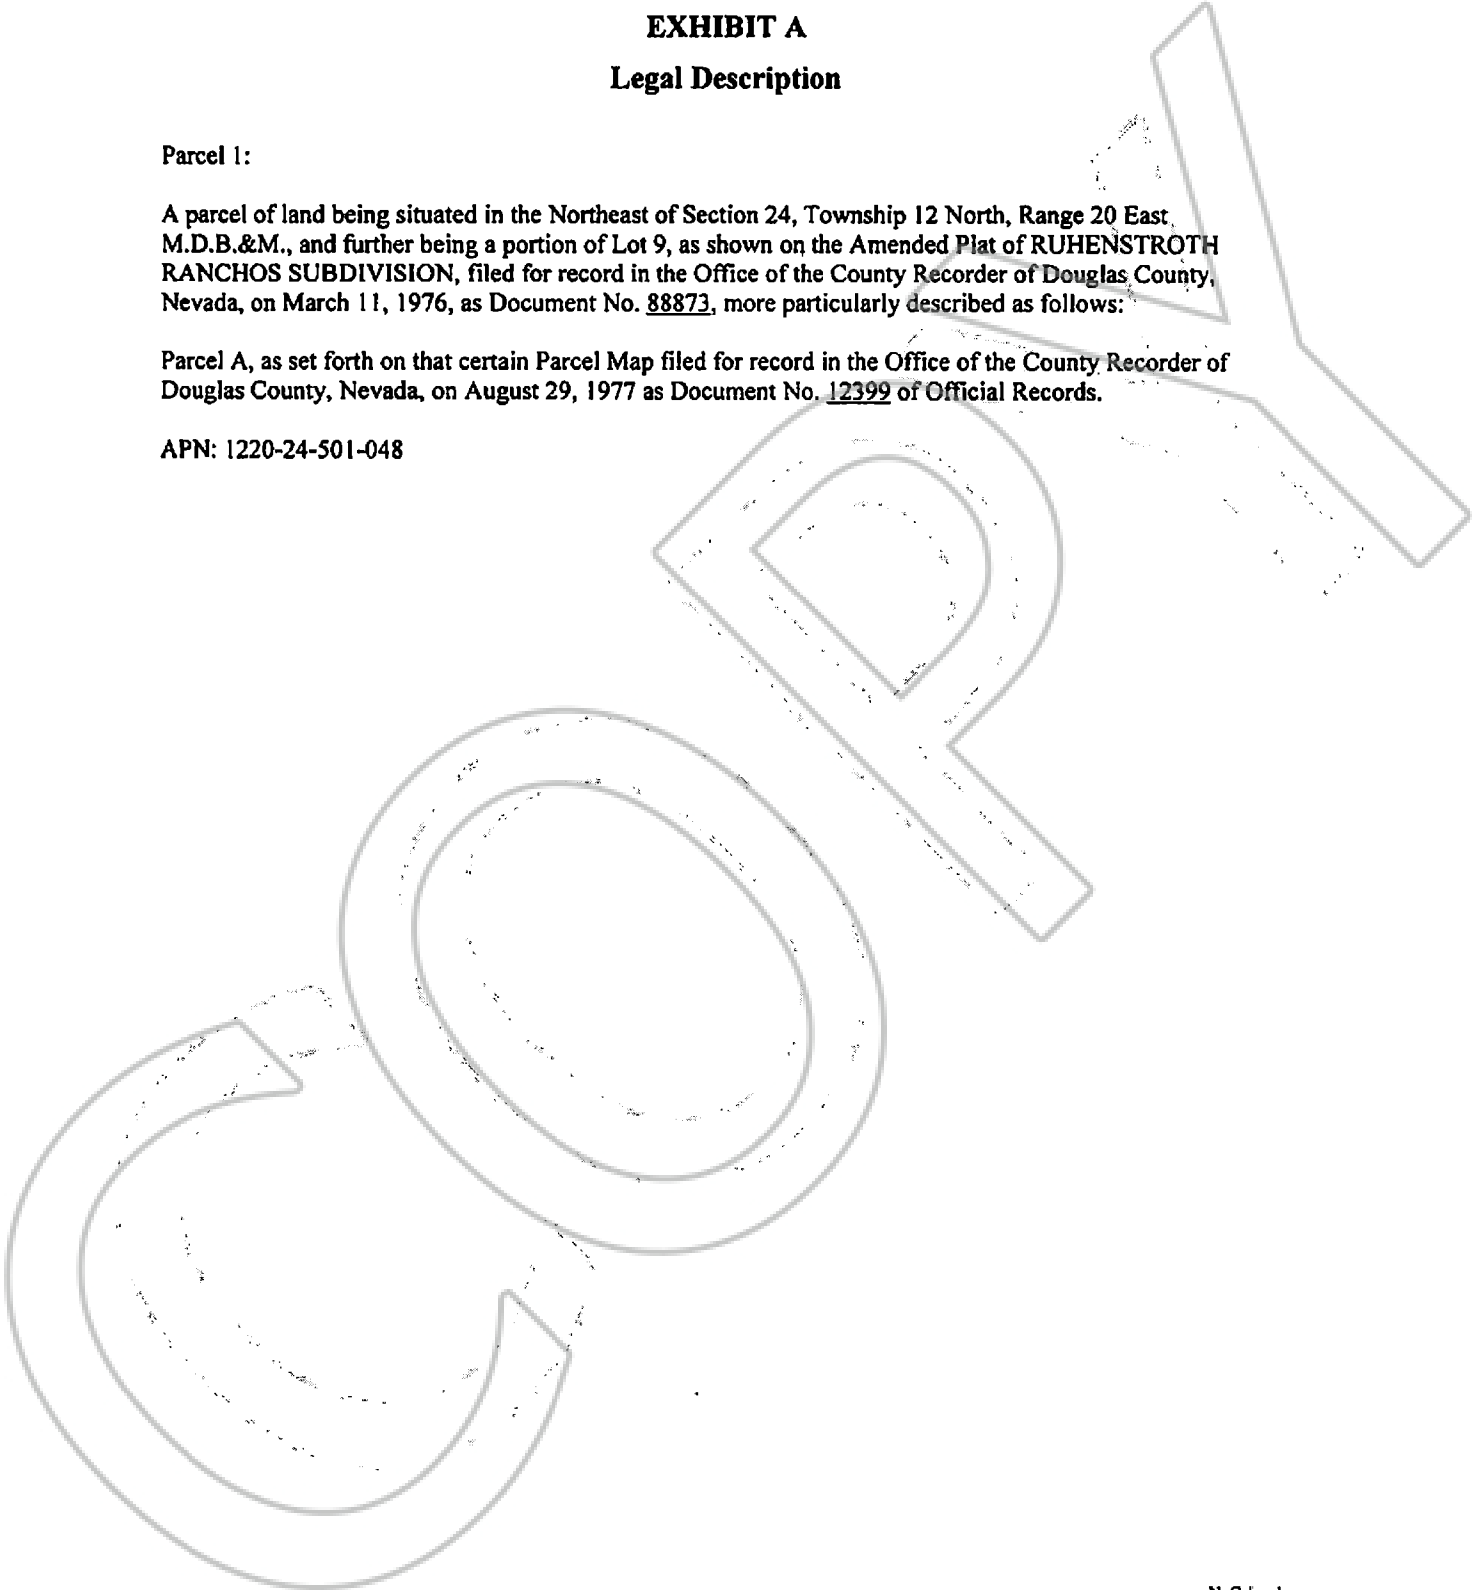 EXHIBIT A
Legal Description
Parcel 1:
A parcel of land being situated in the Northeast of Section 24, Township 12 North, Range 20 East
M.D.B.&M., and further being a portion of Lot 9, as shown on the Amended Plat of RUHENSTROTH
RANCHOS SUBDIVISION, filed for record in the Office of the County Recorder of Douglas County,
Nevada, on March 11, 1976, as Document No. 88873, more particularly described as follows:
Parcel A, as set forth on that certain Parcel Map filed for record in the Office of the County Recorder of
Douglas County, Nevada, on August 29, 1977 as Document No. 12399 of Official Records.
APN: 1220-24-501-048
COPY